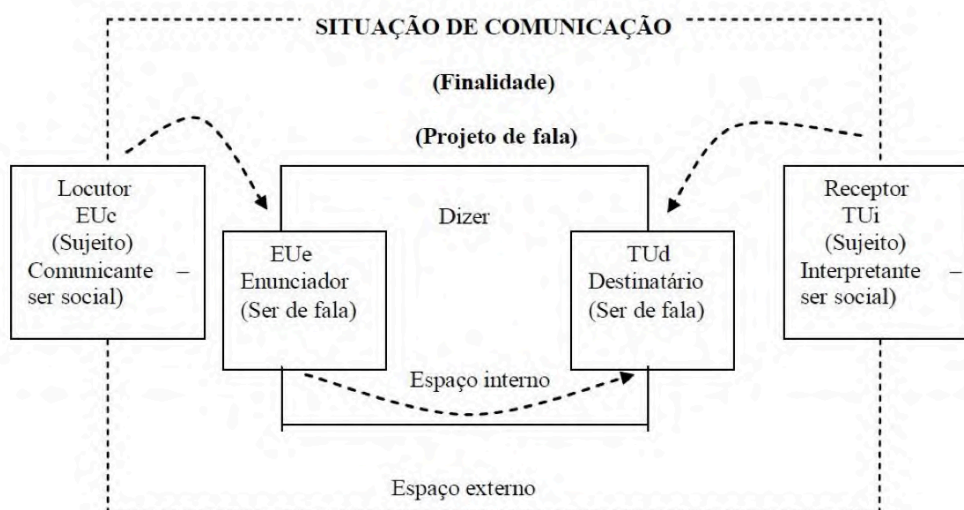 SITUAÇÃO DE COMUNICAÇÃO
(Finalidade)
(Projeto de fala)
Locutor
EUc
(Sujeito)
Comunicante –
ser social)
Dizer
EUe
Enunciador
(Ser de fala)
TUd
Destinatário
(Ser de fala)
Receptor
TUi
(Sujeito)
Interpretante –
ser social)
Espaço interno
Espaço externo